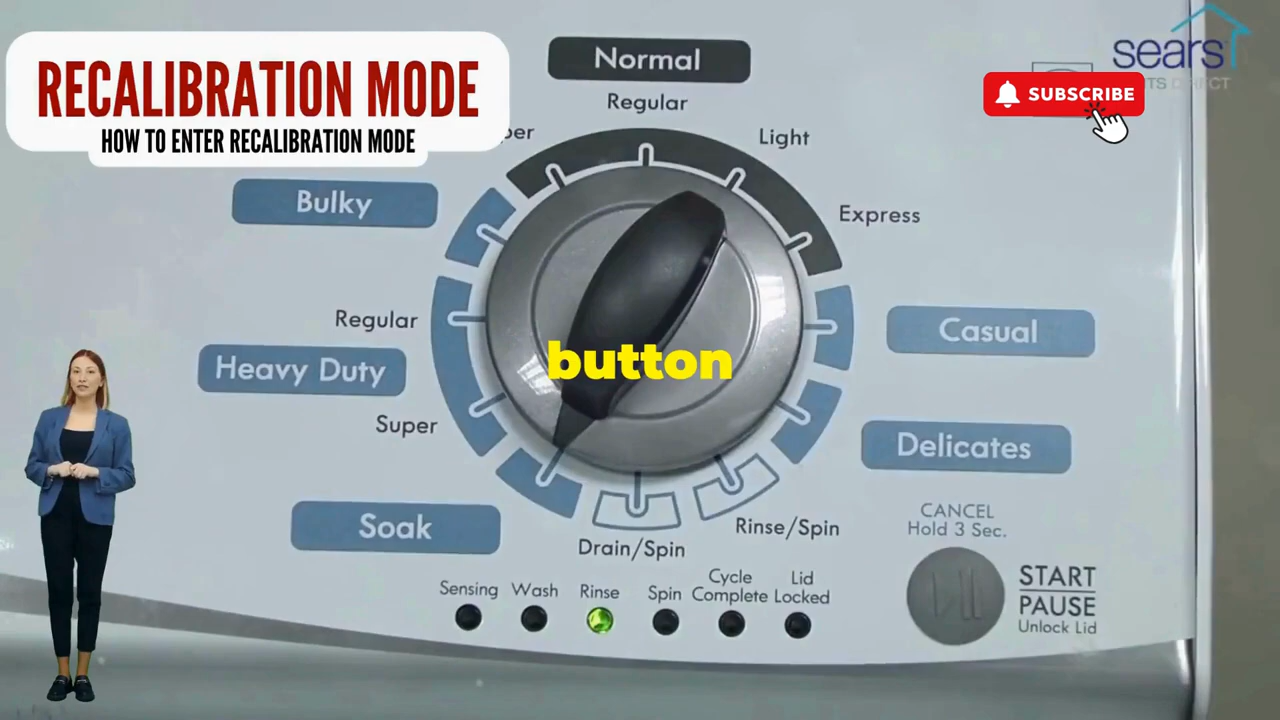 RECALIBRATION MODE
HOW TO ENTER RECALIBRATION MODE
Normal
Regular
Light
Express
Bulky
Regular
Heavy Duty
Super
Casual
Delicates
Soak
Drain/Spin
Rinse/Spin
button
CANCEL
Hold 3 Sec.
START
PAUSE
Unlock Lid
Sensing
Wash
Rinse
Spin
Cycle
Complete
Lid
Locked
sears
DIRECT
SUBSCRIBE